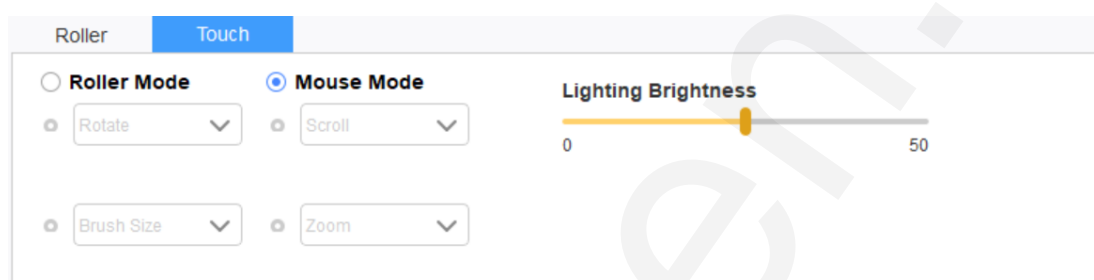 Roller Touch
Roller Mode Mouse Mode
Lighting Brightness
Rotate Scroll
0 50
Brush Size Zoom